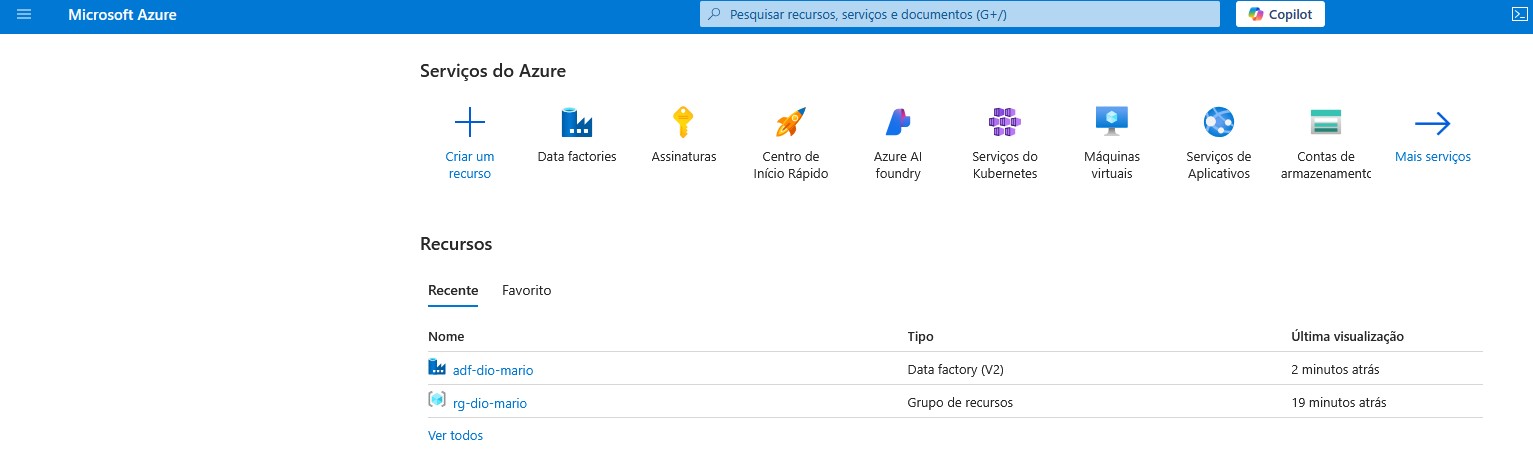 Microsoft Azure
Pesquisar recursos, serviços e documentos (G+/)
Copilot
Serviços do Azure
Criar um
recurso
Data factories
Assinaturas
Centro de
Início Rápido
Azure AI
foundry
Serviços do
Kubernetes
Máquinas
virtuais
Serviços de
Aplicativos
Contas de
armazenamento
Mais serviços
Recursos
Recente Favorito
Nome Tipo Última visualização
adf-dio-mario Data factory (V2) 2 minutos atrás
rg-dio-mario Grupo de recursos 19 minutos atrás
Ver todos